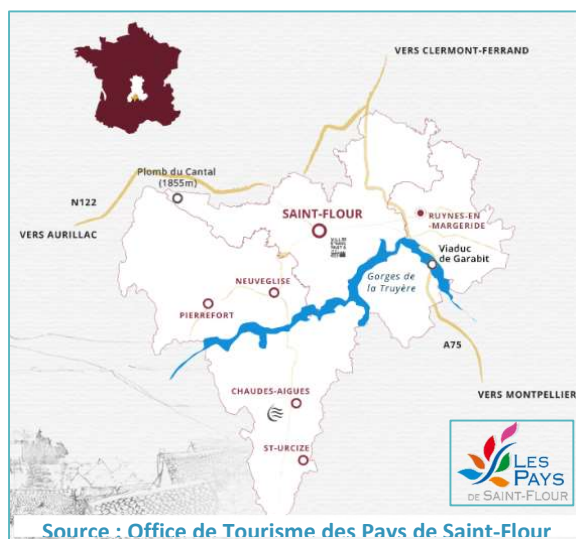 VERS CLERMONT-FERRAND
Plomb du Cantal
(1855m)
N122
VERS AURILLAC
SAINT-FLOUR
RUYNES-EN
-MARGERIDE
Viaduc
de Garabit
NEUVEGLISE
Gorges de
la Truyère
PIERREFORT
A75
CHAUDES-AIGUES
VERS MONTPELLIER
ST-URCIZE
LES
PAYS
DE SAINT-FLOUR
Source : Office de Tourisme des Pays de Saint-Flour